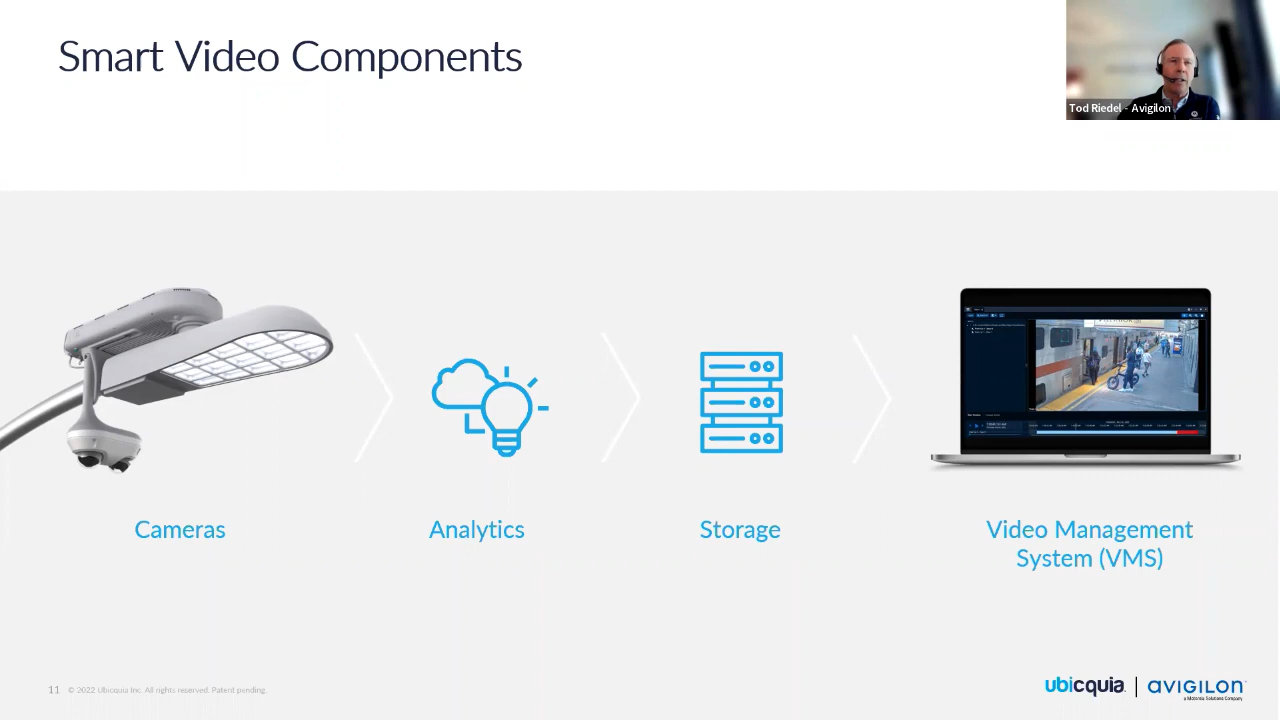 Smart Video Components
Tod Riedel - Avigilon
Cameras
Analytics
Storage
Video Management
System (VMS)
11 © 2022 Ubicquia Inc. All rights reserved. Patent pending.
ubicquia
AVIGILON
a Motorola Solutions Company